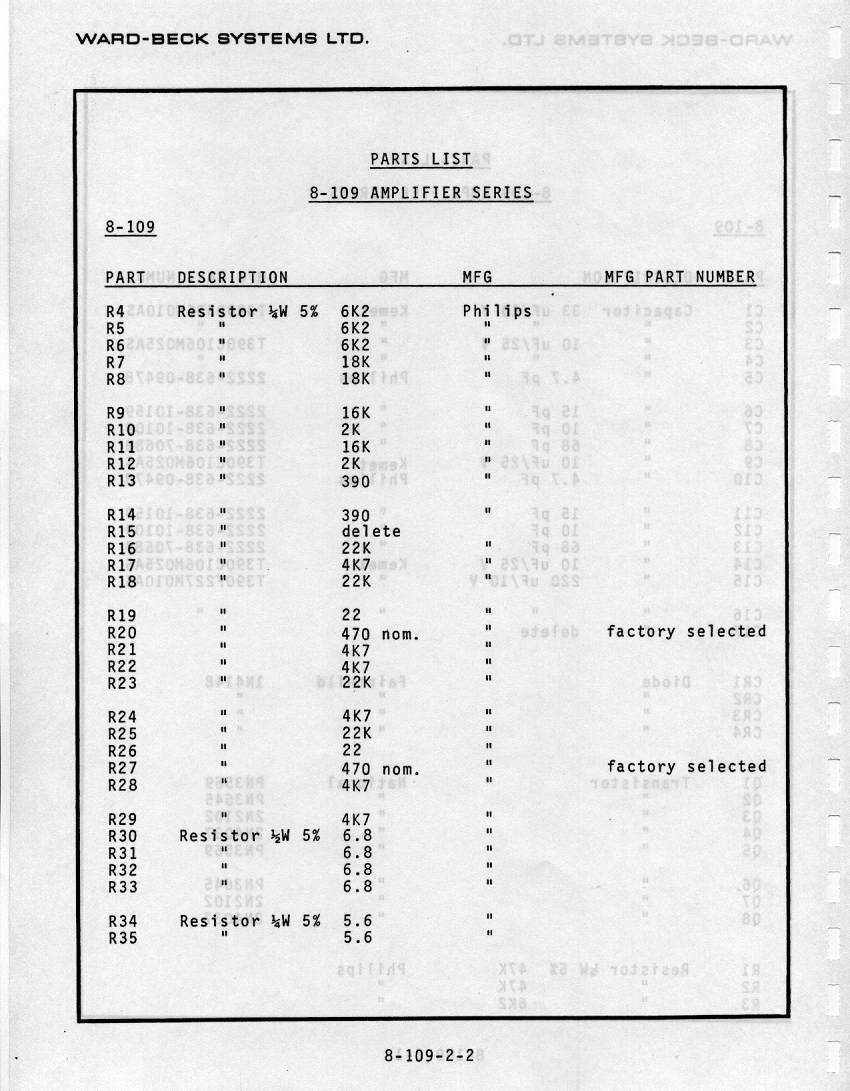 WARD-BECK SYSTEMS LTD.
PARTS LIST
8-109 AMPLIFIER SERIES
8-109
PART DESCRIPTION MFG MFG PART NUMBER
R4 Resistor ¼W 5% 6K2 Philips
R5 " 6K2 "
R6 " 6K2 "
R7 " 18K "
R8 " 18K "
R9 " 16K "
R10 " 2K "
R11 " 16K "
R12 " 2K "
R13 " 390 "
R14 " 390 "
R15 " delete
R16 " 22K "
R17 " 4K7 "
R18 " 22K "
R19 " 22 "
R20 " 470 nom. " factory selected
R21 " 4K7 "
R22 " 4K7 "
R23 " 22K "
R24 " 4K7 "
R25 " 22K "
R26 " 22 "
R27 " 470 nom. " factory selected
R28 " 4K7 "
R29 " 4K7 "
R30 Resistor ½W 5% 6.8 "
R31 " 6.8 "
R32 " 6.8 "
R33 " 6.8 "
R34 Resistor ¼W 5% 5.6 "
R35 " 5.6 "
8-109-2-2